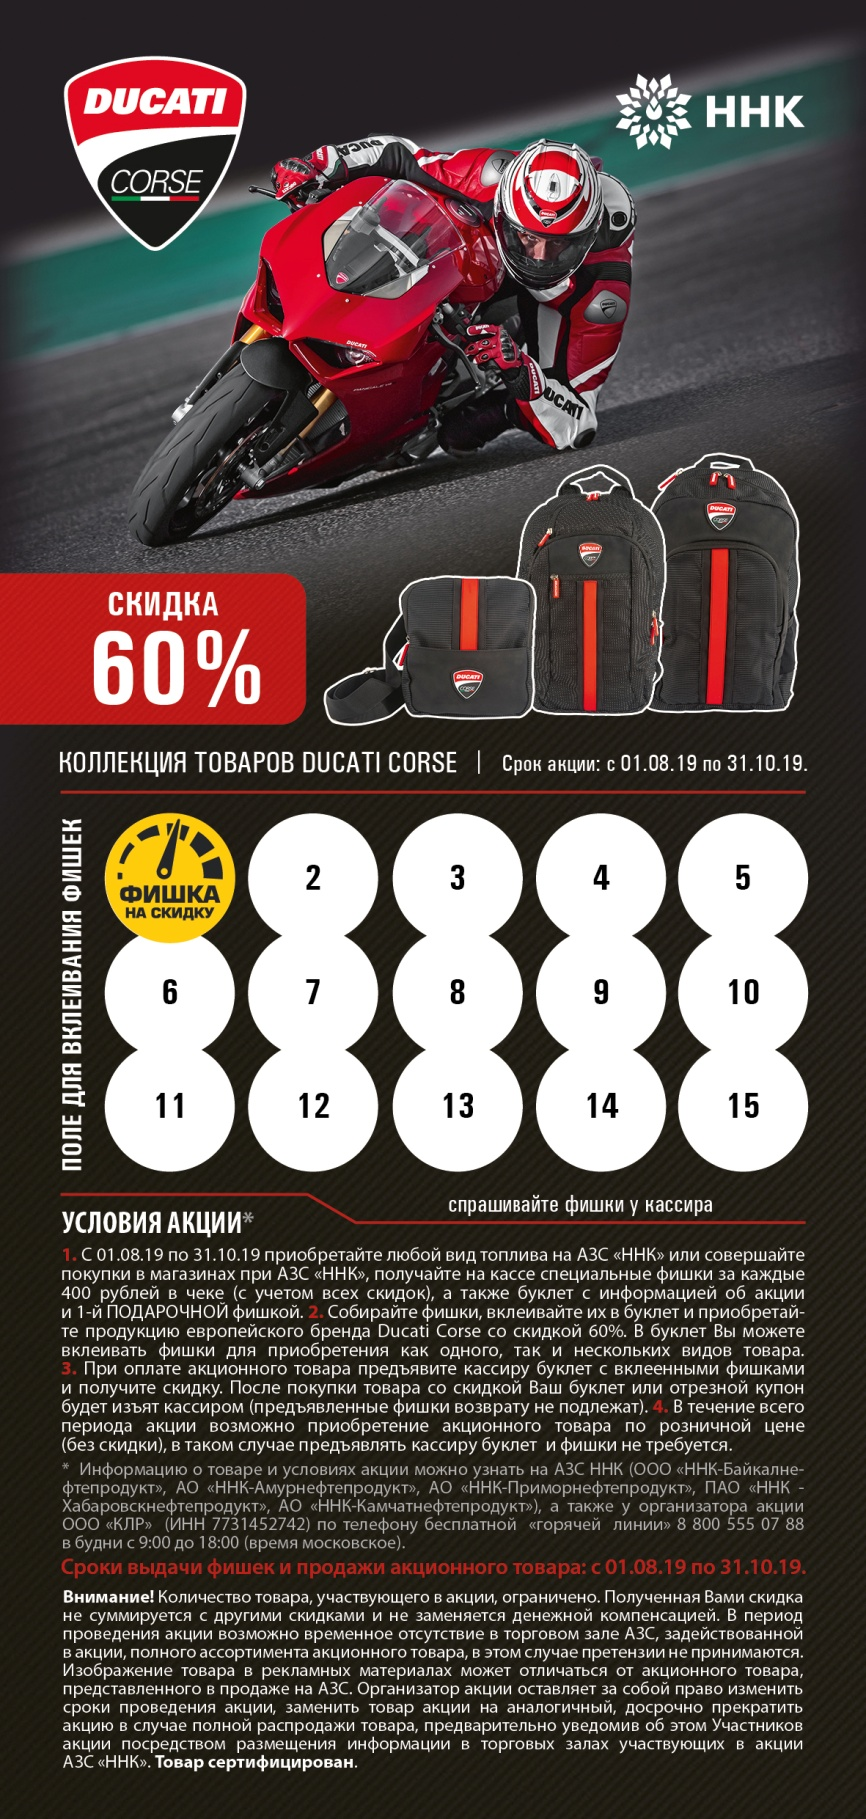 DUCATI
CORSE
ННК
DUCATI
DUCATI
DUCATI
DUCATI
DUCATI
DUCATI
DUCATI
СКИДКА
60%
КОЛЛЕКЦИЯ ТОВАРОВ DUCATI CORSE | Срок акции: с 01.08.19 по 31.10.19.
ПОЛЕ ДЛЯ ВКЛЕИВАНИЯ ФИШЕК
ФИШКА
НА СКИДКУ
2 3 4 5
6 7 8 9 10
11 12 13 14 15
спрашивайте фишки у кассира
УСЛОВИЯ АКЦИИ*
1. С 01.08.19 по 31.10.19 приобретайте любой вид топлива на АЗС «ННК» или совершайте
покупки в магазинах при АЗС «ННК», получайте на кассе специальные фишки за каждые
400 рублей в чеке (с учетом всех скидок), а также буклет с информацией об акции
и 1-й ПОДАРОЧНОЙ фишкой. 2. Собирайте фишки, вклеивайте их в буклет и приобретай-
те продукцию европейского бренда Ducati Corse со скидкой 60%. В буклет Вы можете
вклеивать фишки для приобретения как одного, так и нескольких видов товара.
3. При оплате акционного товара предъявите кассиру буклет с вклеенными фишками
и получите скидку. После покупки товара со скидкой Ваш буклет или отрезной купон
будет изъят кассиром (предъявленные фишки возврату не подлежат). 4. В течение всего
периода акции возможно приобретение акционного товара по розничной цене
(без скидки), в таком случае предъявлять кассиру буклет и фишки не требуется.
* Информацию о товаре и условиях акции можно узнать на АЗС ННК (ООО «ННК-Байкалне-
фтепродукт», АО «ННК-Амурнефтепродукт», АО «ННК-Приморнефтепродукт», ПАО «ННК -
Хабаровскнефтепродукт», АО «ННК-Камчатнефтепродукт»), а также у организатора акции
ООО «КЛР» (ИНН 7731452742) по телефону бесплатной «горячей линии» 8 800 555 07 88
в будни с 9:00 до 18:00 (время московское).
Сроки выдачи фишек и продажи акционного товара: с 01.08.19 по 31.10.19.
Внимание! Количество товара, участвующего в акции, ограничено. Полученная Вами скидка
не суммируется с другими скидками и не заменяется денежной компенсацией. В период
проведения акции возможно временное отсутствие в торговом зале АЗС, задействованной
в акции, полного ассортимента акционного товара, в этом случае претензии не принимаются.
Изображение товара в рекламных материалах может отличаться от акционного товара,
представленного в продаже на АЗС. Организатор акции оставляет за собой право изменить
сроки проведения акции, заменить товар акции на аналогичный, досрочно прекратить
акцию в случае полной распродажи товара, предварительно уведомив об этом Участников
акции посредством размещения информации в торговых залах участвующих в акции
АЗС «ННК». Товар сертифицирован.